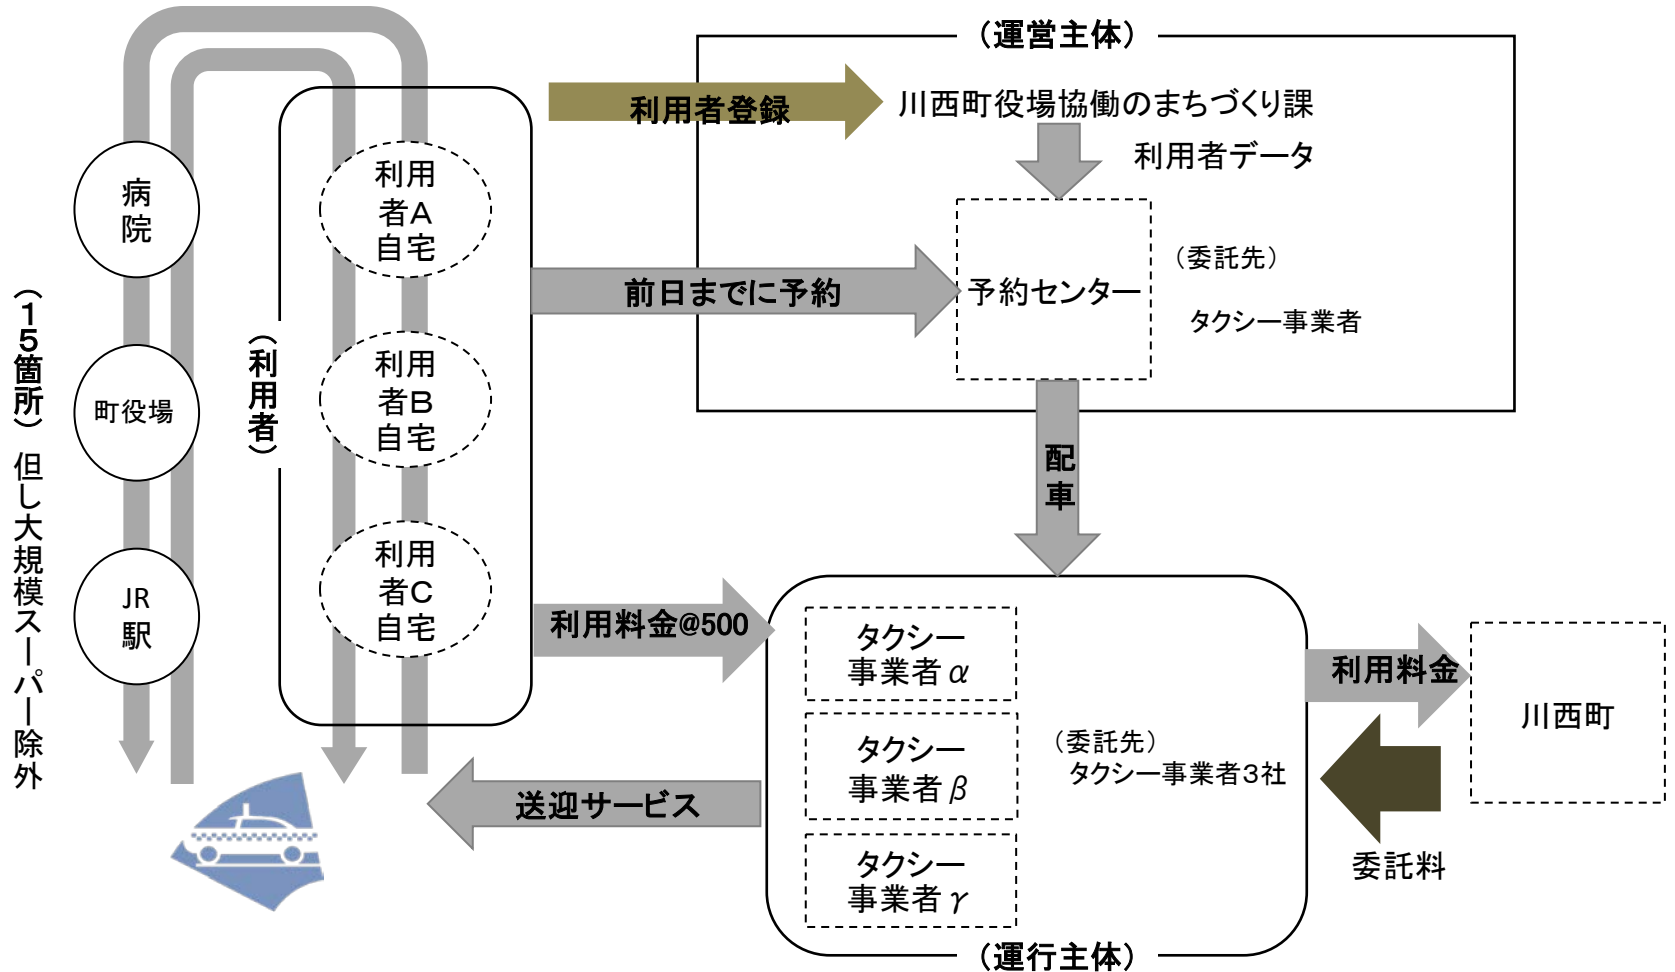 （運営主体）
利用者登録
川西町役場協働のまちづくり課
利用者データ
病
院
利用
者A
自宅
（委託先）
前日までに予約
予約センター
タクシー事業者
（15箇所）但し大規模スーパー除外
（利用者）
町役場
利用
者B
自宅
配
車
JR
駅
利用
者C
自宅
利用料金@500
タクシー
事業者α
利用料金
川西町
タクシー
事業者β
（委託先）
タクシー事業者3社
送迎サービス
委託料
タクシー
事業者γ
（運行主体）